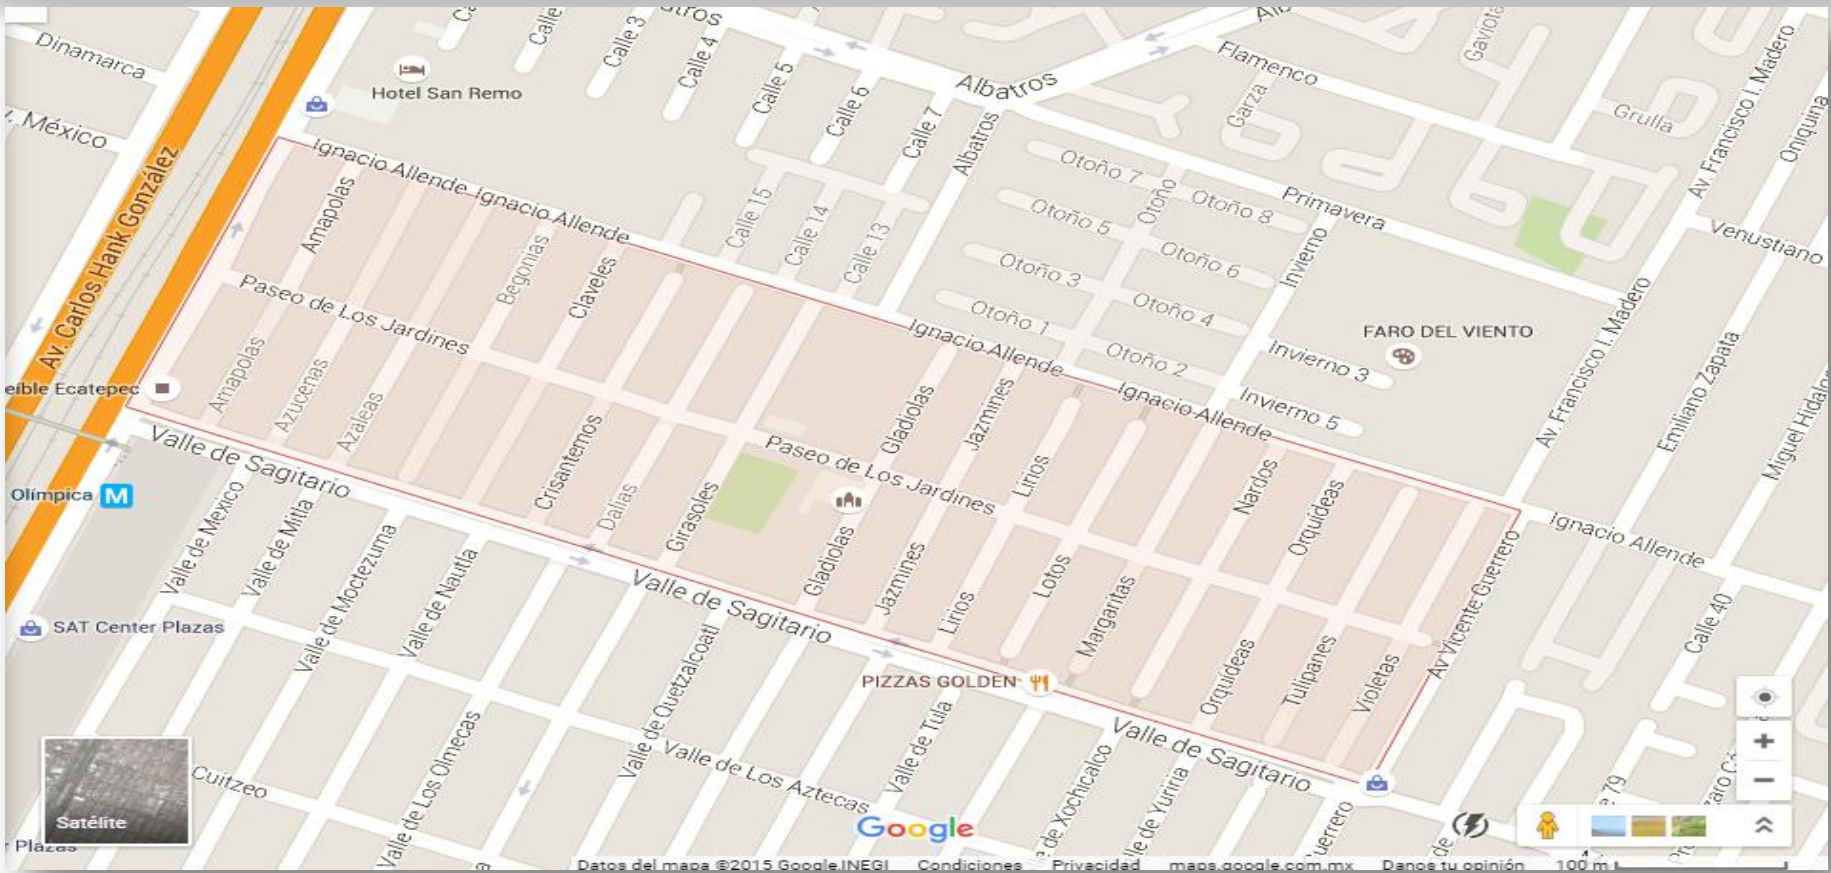 Dinamarca
México
Hotel San Remo
Calle 3
Calle 4
Calle 5
Calle 6
Calle 7
Albatros
Albatros
Flamenco
Garza
Gaviota
Grulla
Av. Francisco I. Madero
Av. Carlos Hank González
Ignacio Allende
Ignacio Allende
Amapolas
Begonias
Claveles
Calle 15
Calle 14
Calle 13
Otoño 7
Otoño
Otoño 8
Otoño 5
Otoño 6
Otoño 3
Otoño 4
Otoño 1
Otoño 2
Primavera
Invierno
Venustiano
Paseo de Los Jardines
Ignacio Allende
Ignacio Allende
Invierno 3
Invierno 5
FARO DEL VIENTO
Av. Francisco I. Madero
Emiliano Zapata
eíble Ecatepec
Amapolas
Azucenas
Azaleas
Crisantemos
Dalias
Girasoles
Gladiolas
Jazmines
Paseo de Los Jardines
Lirios
Nardos
Orquídeas
Ignacio Allende
Valle de Sagitario
Olímpica M
Valle de Mexico
Valle de Mitla
Valle de Moctezuma
Valle de Nautla
Gladiolas
Jazmines
Lirios
Lotos
Margaritas
Orquídeas
Tulipanes
Violetas
Av Vicente Guerrero
Calle 40
SAT Center Plazas
Valle de Sagitario
PIZZAS GOLDEN
Valle de Sagitario
Valle de Quetzalcoatl
Valle de Tula
Valle de Los Olmecas
Valle de Los Aztecas
Cuitzeo
de Xochicalco
de Yuriria
Satélite
Plazas
Google
Datos del mapa ©2015 Google,INEGI Condiciones Privacidad maps.google.com.mx Danos tu opinión 100 m